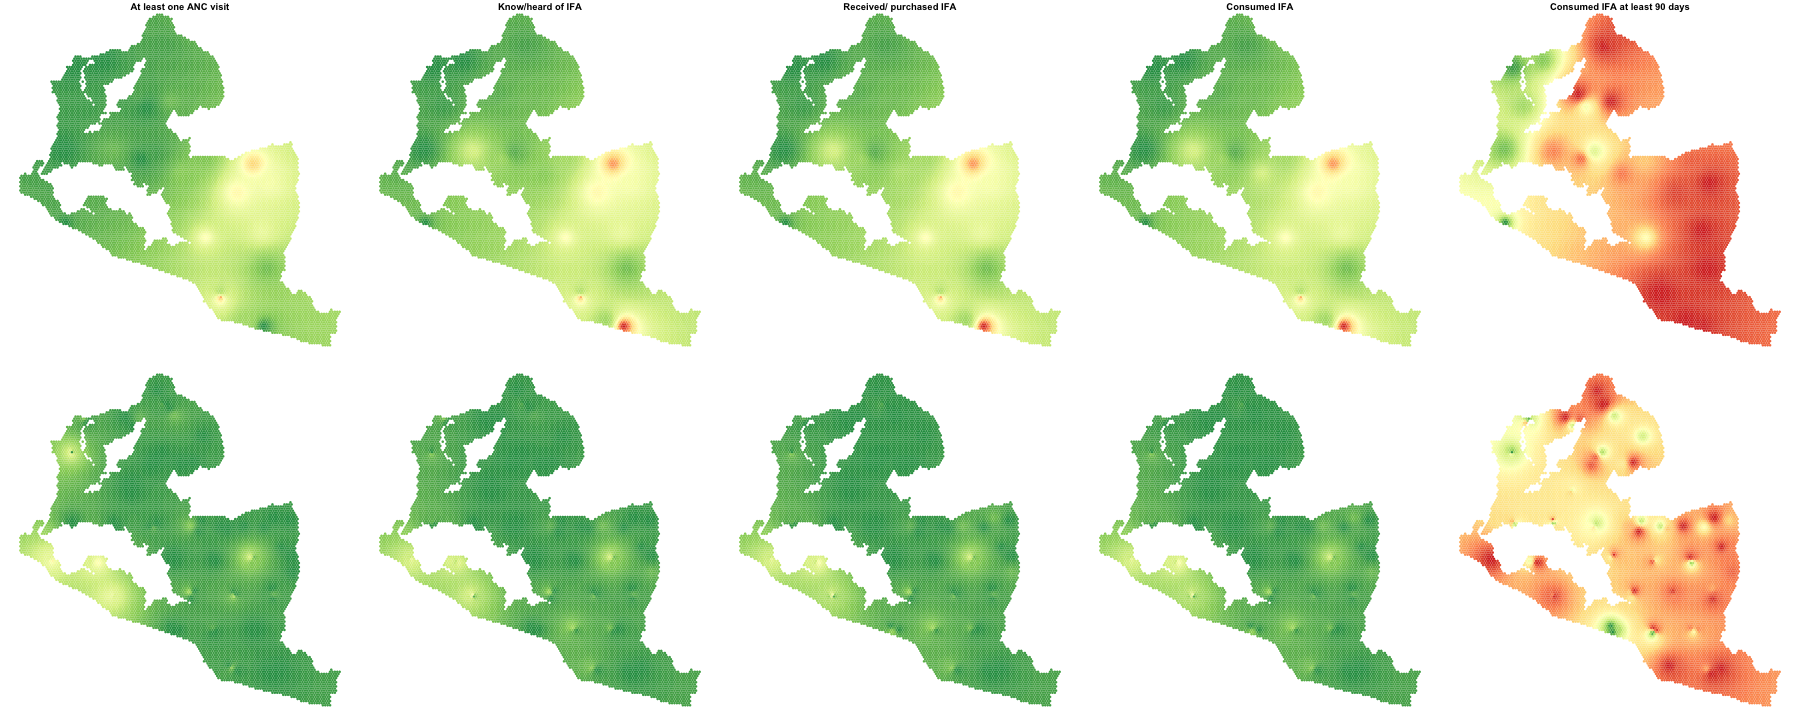 At least one ANC visit
Know/heard of IFA
Received/ purchased IFA
Consumed IFA
Consumed IFA at least 90 days